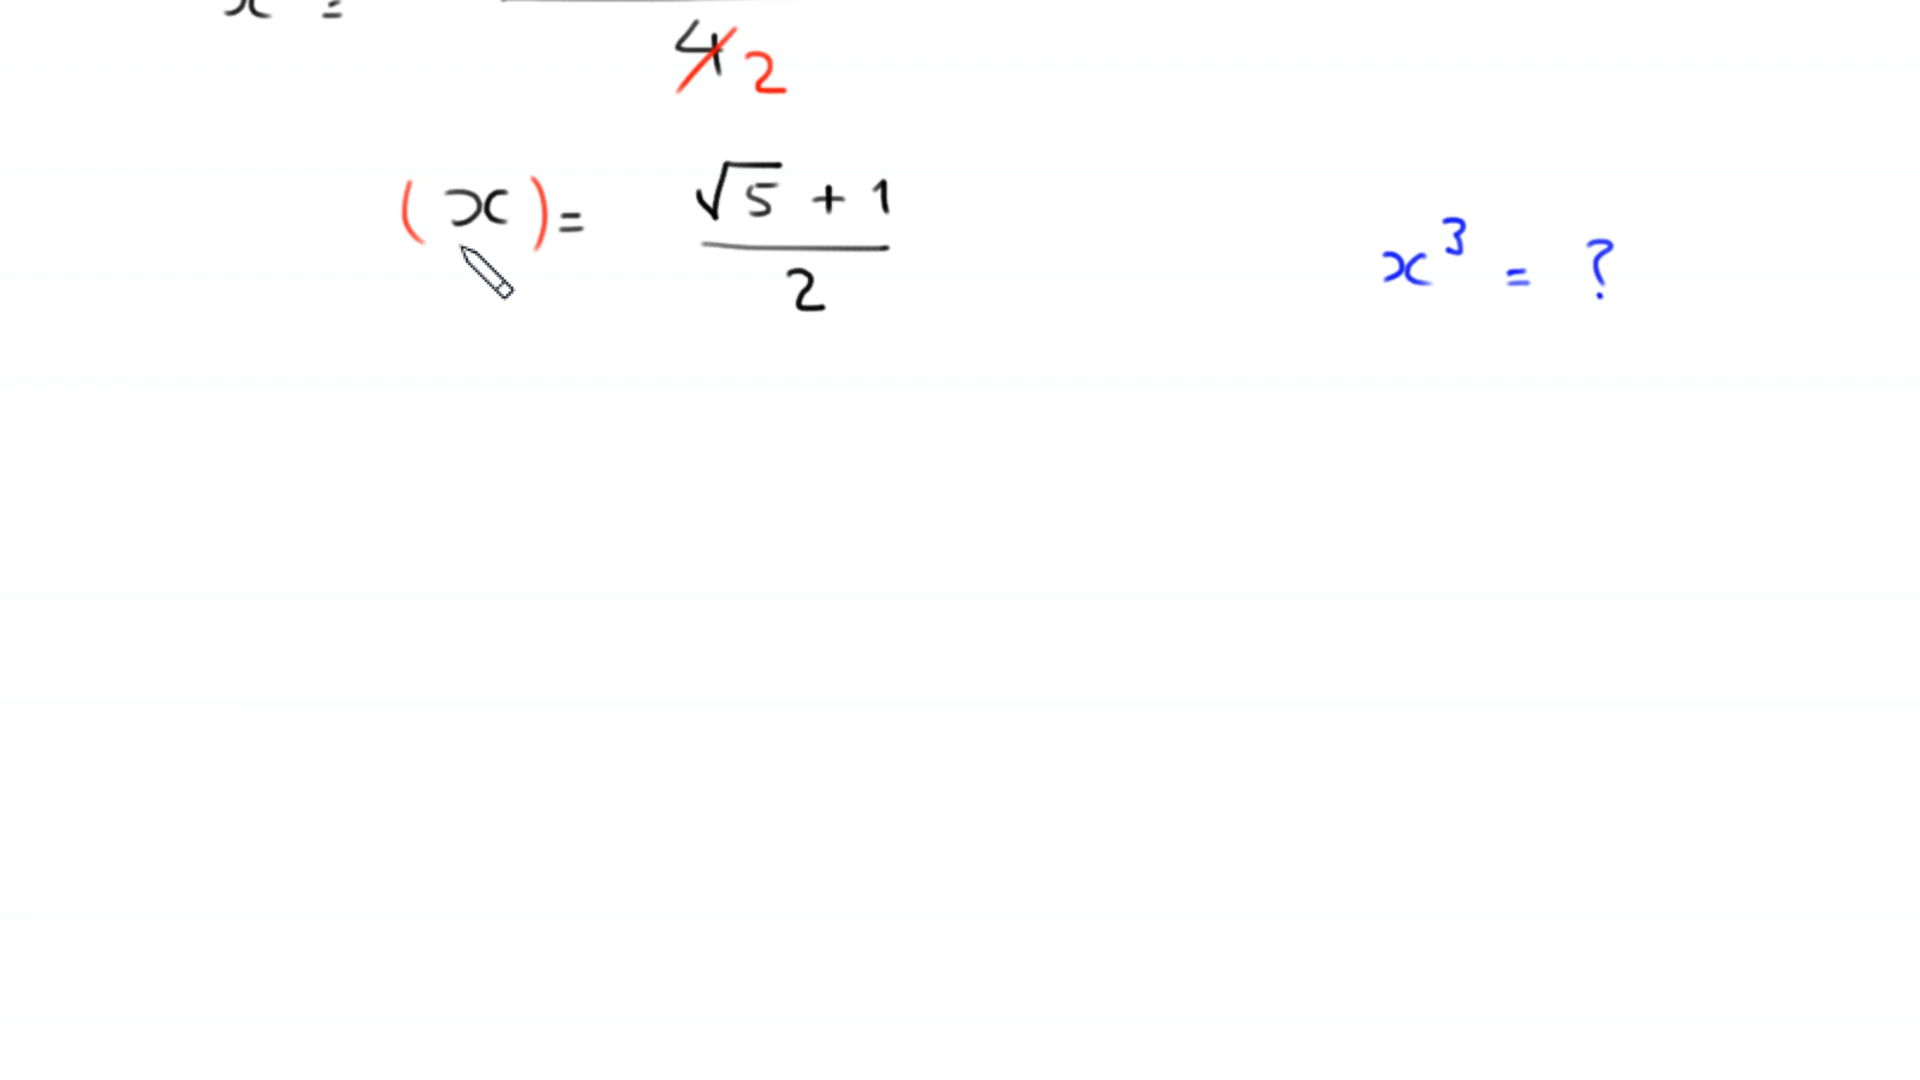 x =
4 2
(x) = √5 + 1
2
x³ = ?